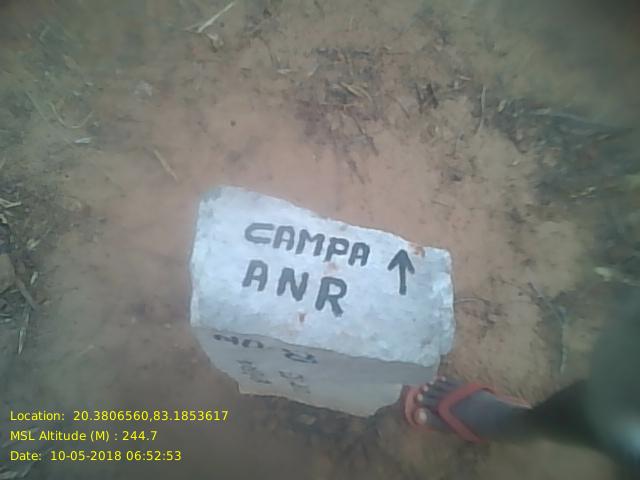 CAMPA ↑
ANR
Location: 20.3806560,83.1853617
MSL Altitude (M) : 244.7
Date: 10-05-2018 06:52:53